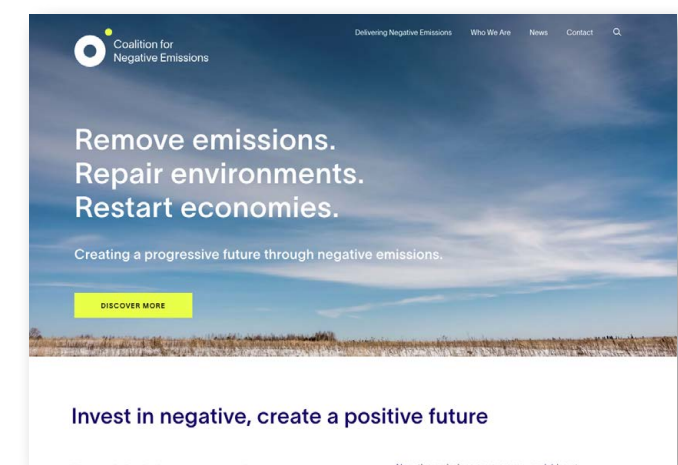 Coalition for
Negative Emissions
Delivering Negative Emissions Who We Are News Contact
Remove emissions.
Repair environments.
Restart economies.
Creating a progressive future through negative emissions.
DISCOVER MORE
Invest in negative, create a positive future